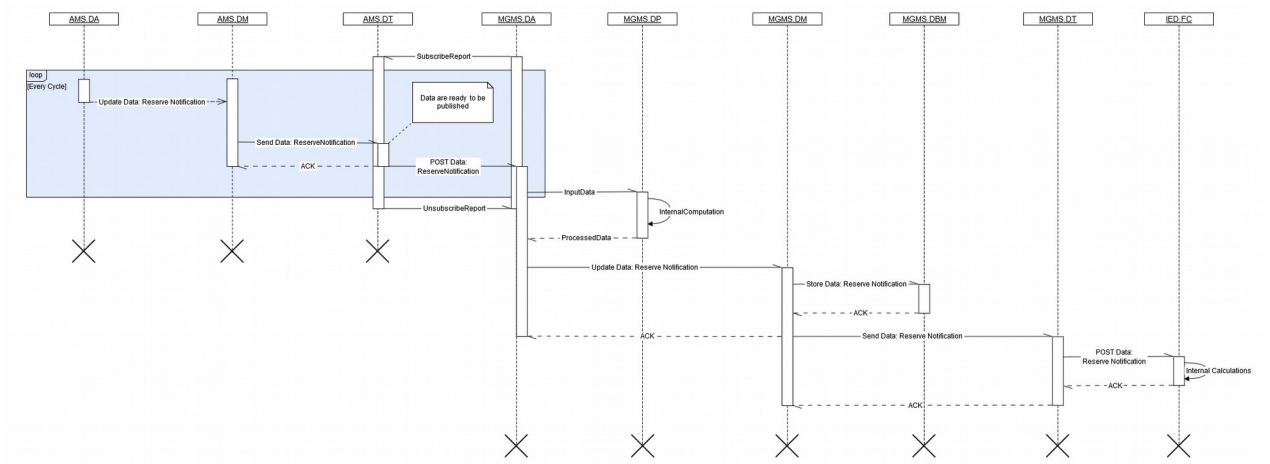 AMS.DA
AMS.DM
AMS.DT
MGMS.DA
MGMS.DP
MGMS.DM
MGMS.DBM
MGMS.DT
IED.FC
SubscribeReport
loop
[Every Cycle]
Data are ready to be
published
Update Data: Reserve Notification
Send Data: ReserveNotification
ACK
POST Data:
ReserveNotification
InputData
UnsubscribeReport
InternalComputation
ProcessedData
Update Data: Reserve Notification
Store Data: Reserve Notification
ACK
ACK
Send Data: Reserve Notification
POST Data:
Reserve Notification
Internal Calculations
ACK
ACK